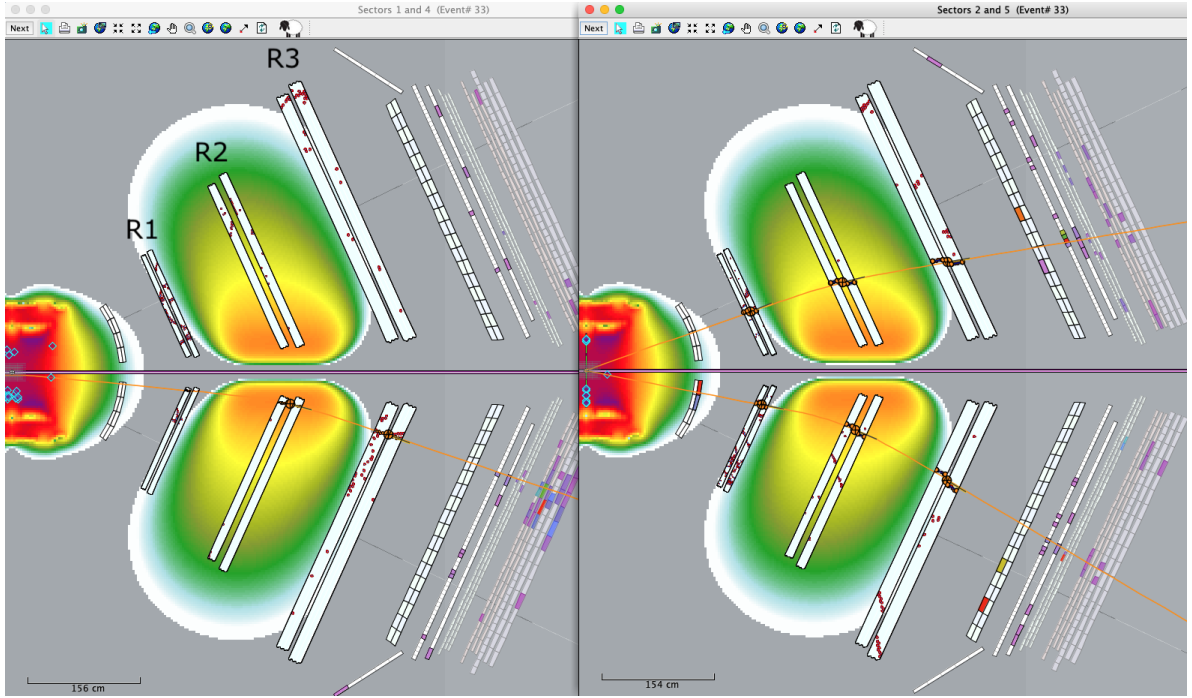 Sectors 1 and 4 (Event# 33)
Next
R3
R2
R1
156 cm
Sectors 2 and 5 (Event# 33)
Next
154 cm